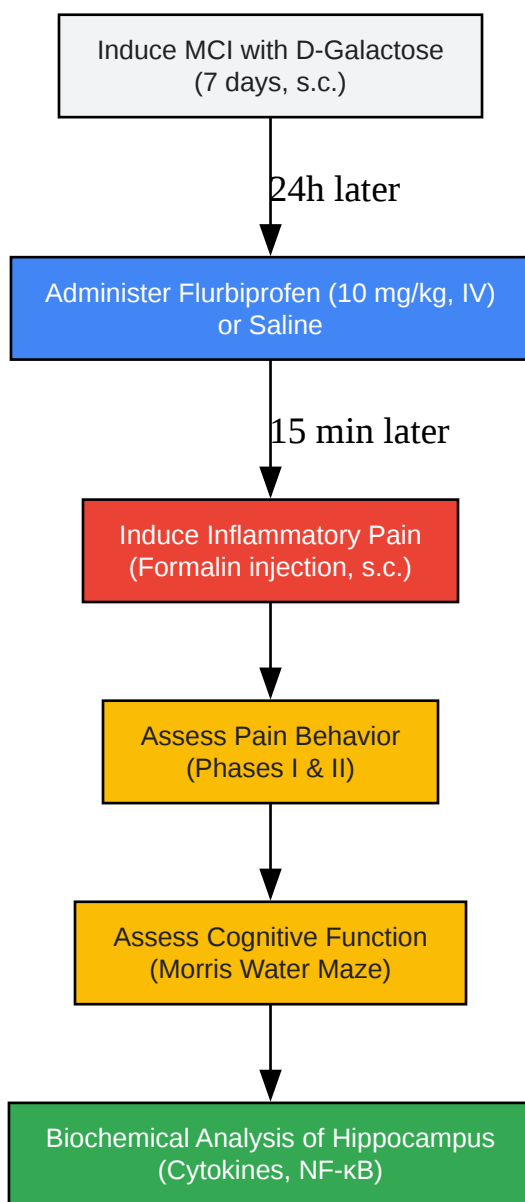 Induce MCI with D-Galactose
(7 days, s.c.)
24h later
Administer Flurbiprofen (10 mg/kg, IV)
or Saline
15 min later
Induce Inflammatory Pain
(Formalin injection, s.c.)
Assess Pain Behavior
(Phases I & II)
Assess Cognitive Function
(Morris Water Maze)
Biochemical Analysis of Hippocampus
(Cytokines, NF-κB)